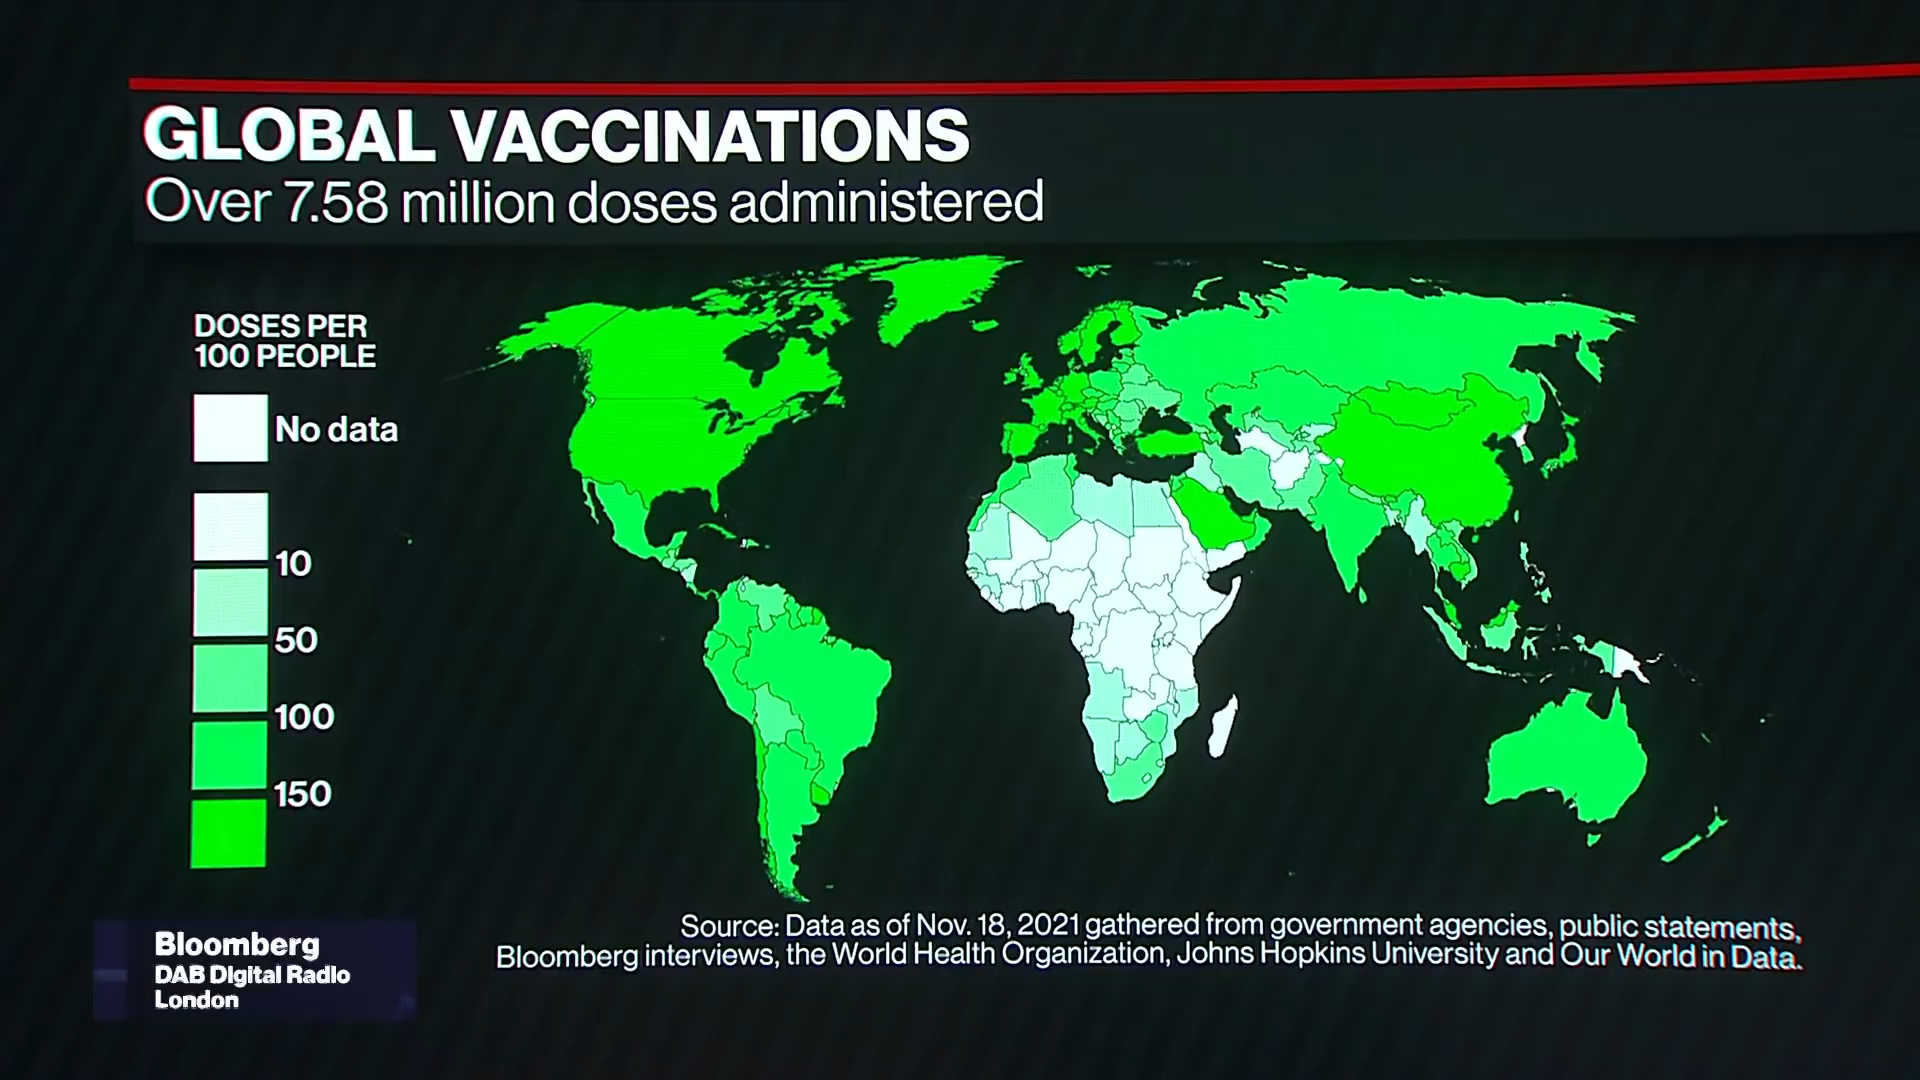 GLOBAL VACCINATIONS
Over 7.58 million doses administered
DOSES PER
100 PEOPLE
No data
10
50
100
150
Source: Data as of Nov. 18, 2021 gathered from government agencies, public statements,
Bloomberg interviews, the World Health Organization, Johns Hopkins University and Our World in Data.
Bloomberg
DAB Digital Radio
London